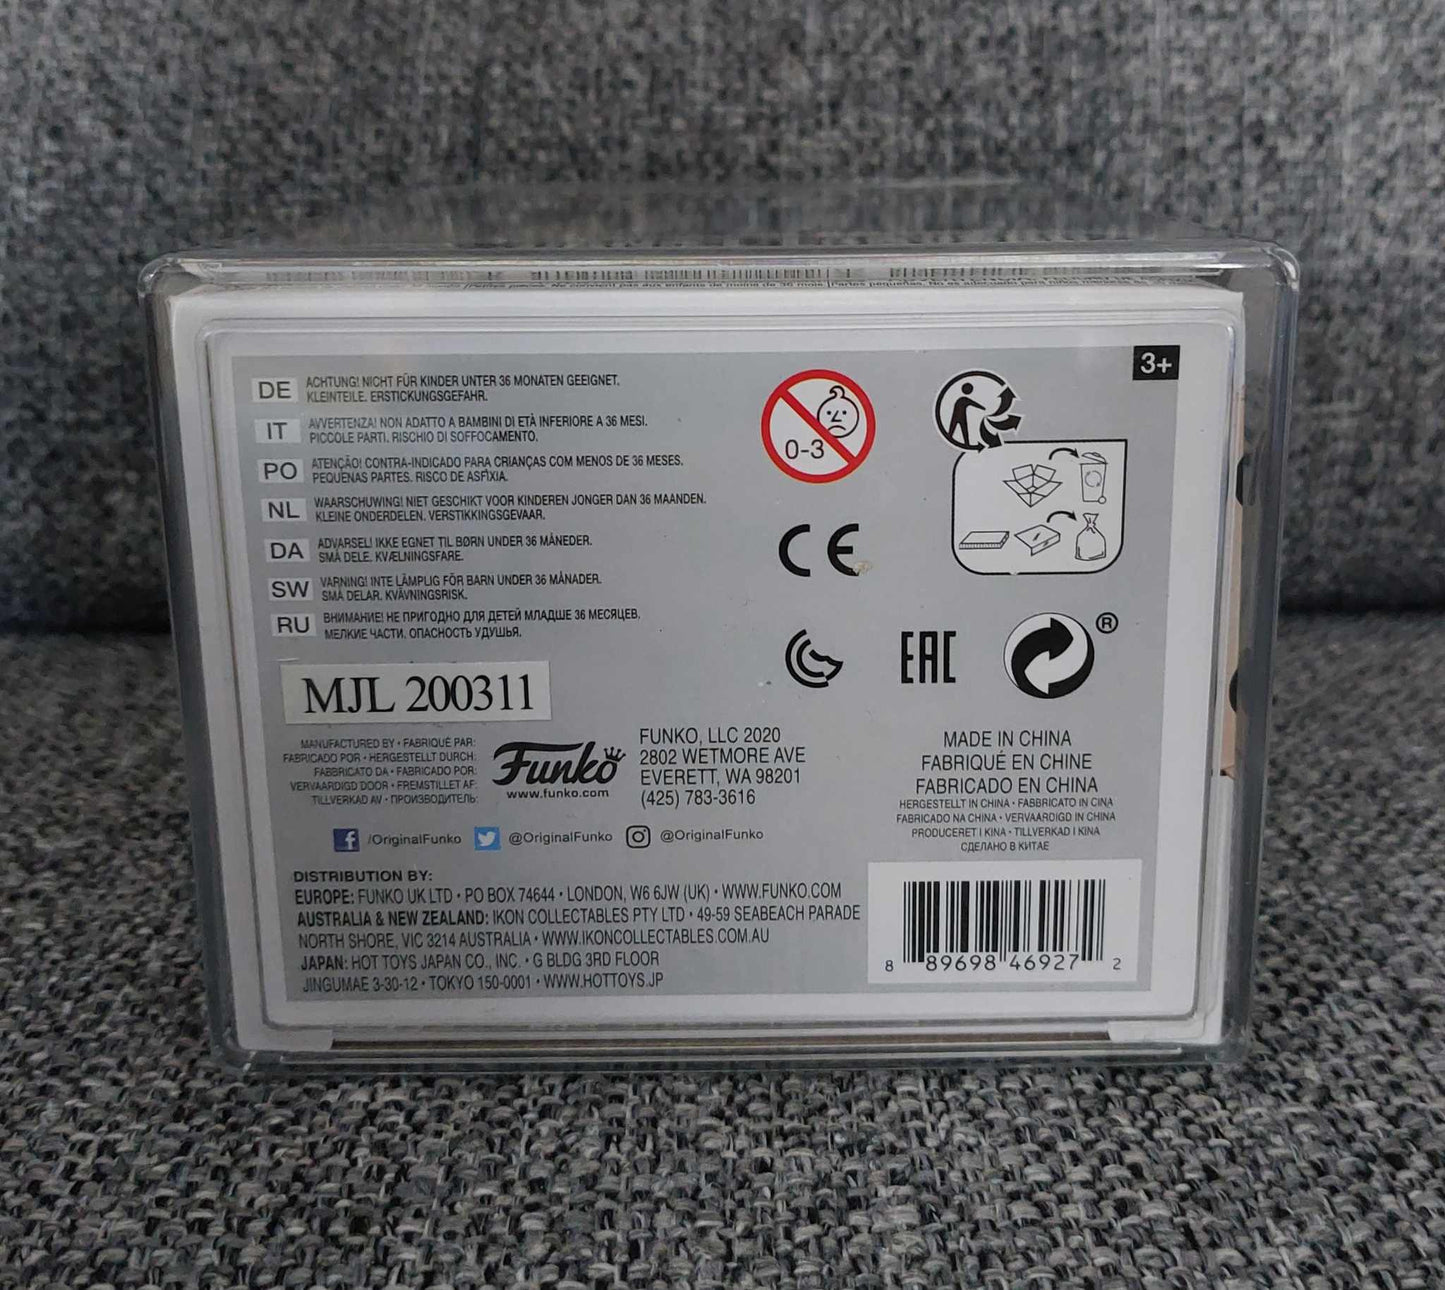 3+
DE ACHTUNG! NICHT FÜR KINDER UNTER 36 MONATEN GEEIGNET.
KLEINTEILE. ERSTICKUNGSGEFAHR.
IT AVVERTENZA! NON ADATTO A BAMBINI DI ETÀ INFERIORE A 36 MESI.
PICCOLE PARTI. RISCHIO DI SOFFOCAMENTO.
PO ATENÇÃO! CONTRA-INDICADO PARA CRIANÇAS COM MENOS DE 36 MESES.
PEQUENAS PARTES. RISCO DE ASFIXIA.
NL WAARSCHUWING! NIET GESCHIKT VOOR KINDEREN JONGER DAN 36 MAANDEN.
KLEINE ONDERDELEN. VERSTIKKINGSGEVAAR.
DA ADVARSEL! IKKE EGNET TIL BØRN UNDER 36 MÅNEDER.
SMÅ DELE. KVÆLNINGSFARE.
SW VARNING! INTE LÄMPLIG FÖR BARN UNDER 36 MÅNADER.
SMÅ DELAR. KVÄVNINGSRISK.
RU ВНИМАНИЕ! НЕ ПРИГОДНО ДЛЯ ДЕТЕЙ МЛАДШЕ 36 МЕСЯЦЕВ.
МЕЛКИЕ ЧАСТИ. ОПАСНОСТЬ УДУШЬЯ.
0-3
CE
EAC
®
MJL 200311
MANUFACTURED BY • FABRIQUÉ PAR:
FABRICADO POR • HERGESTELLT DURCH:
FABBRICATO DA • FABRICADO POR:
VERVAARDIGD DOOR • FREMSTILLET AF:
TILLVERKAD AV • ПРОИЗВОДИТЕЛЬ:
Funko
www.funko.com
FUNKO, LLC 2020
2802 WETMORE AVE
EVERETT, WA 98201
(425) 783-3616
MADE IN CHINA
FABRIQUÉ EN CHINE
FABRICADO EN CHINA
HERGESTELLT IN CHINA • FABBRICATO IN CINA
FABRICADO NA CHINA • VERVAARDIGD IN CHINA
PRODUCERET I KINA • TILLVERKAD I KINA
СДЕЛАНО В КИТАЕ
/OriginalFunko @OriginalFunko @OriginalFunko
DISTRIBUTION BY:
EUROPE: FUNKO UK LTD • PO BOX 74644 • LONDON, W6 6JW (UK) • WWW.FUNKO.COM
AUSTRALIA & NEW ZEALAND: IKON COLLECTABLES PTY LTD • 49-59 SEABEACH PARADE
NORTH SHORE, VIC 3214 AUSTRALIA • WWW.IKONCOLLECTABLES.COM.AU
JAPAN: HOT TOYS JAPAN CO., INC. • G BLDG 3RD FLOOR
JINGUMAE 3-30-12 • TOKYO 150-0001 • WWW.HOTTOYS.JP
8 89698 46927 2